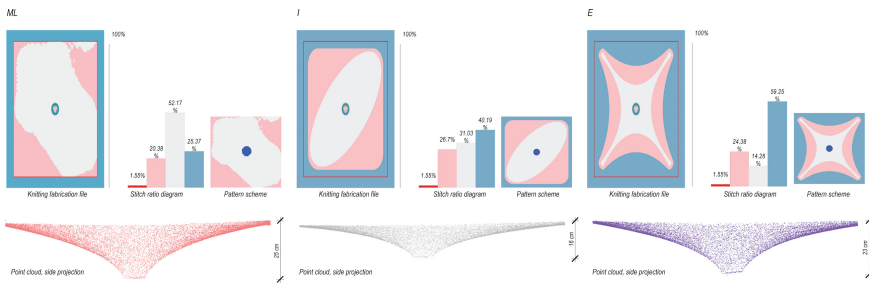 ML
I
E
100%
100%
100%
52.17
%
20.38
%
25.37
%
1.55%
26.7%
31.03
%
40.19
%
1.55%
59.25
%
24.38
%
14.28
%
1.55%
Knitting fabrication file
Stitch ratio diagram
Pattern scheme
Knitting fabrication file
Stitch ratio diagram
Pattern scheme
Knitting fabrication file
Stitch ratio diagram
Pattern scheme
25 cm
16 cm
23 cm
Point cloud, side projection
Point cloud, side projection
Point cloud, side projection